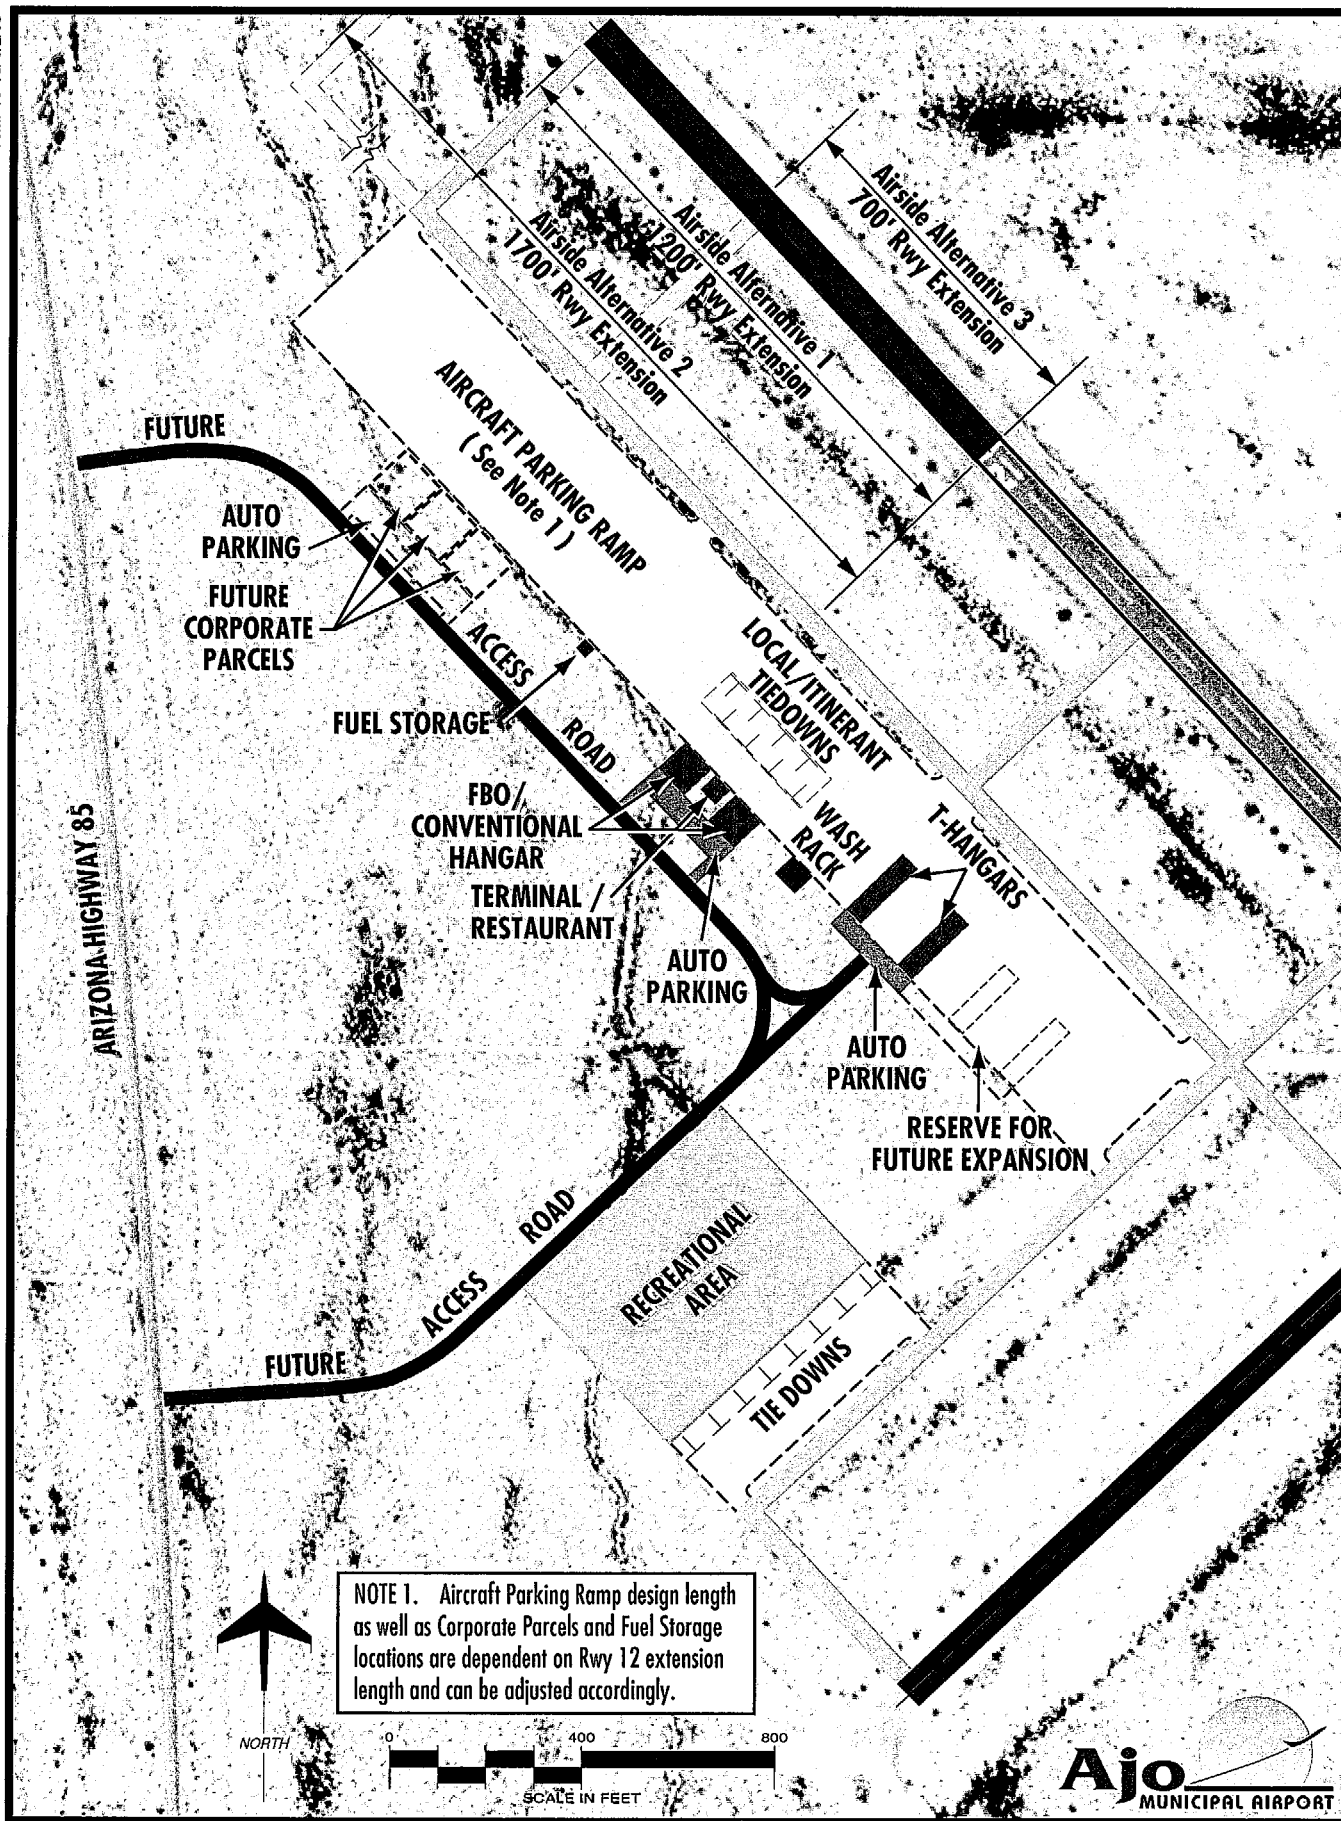 Airside Alternative 3
700' Rwy Extension
Airside Alternative 1
1200' Rwy Extension
Airside Alternative 2
1700' Rwy Extension
AIRCRAFT PARKING RAMP
( See Note 1 )
FUTURE
AUTO
PARKING
FUTURE
CORPORATE
PARCELS
ACCESS
ROAD
FUEL STORAGE
LOCAL/ITINERANT
TIEDOWNS
FBO/
CONVENTIONAL
HANGAR
TERMINAL /
RESTAURANT
WASH
RACK
T-HANGARS
AUTO
PARKING
AUTO
PARKING
RESERVE FOR
FUTURE EXPANSION
ARIZONA HIGHWAY 85
RECREATIONAL
AREA
TIE DOWNS
ROAD
ACCESS
FUTURE
NOTE 1. Aircraft Parking Ramp design length
as well as Corporate Parcels and Fuel Storage
locations are dependent on Rwy 12 extension
length and can be adjusted accordingly.
NORTH
0 400 800
SCALE IN FEET
Ajo
MUNICIPAL AIRPORT